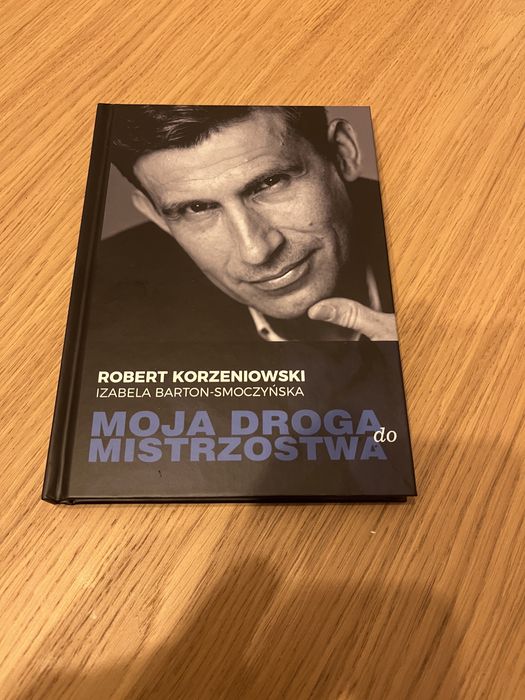 ROBERT KORZENIOWSKI
IZABELA BARTON-SMOCZYŃSKA
MOJA DROGA do
MISTRZOSTWA